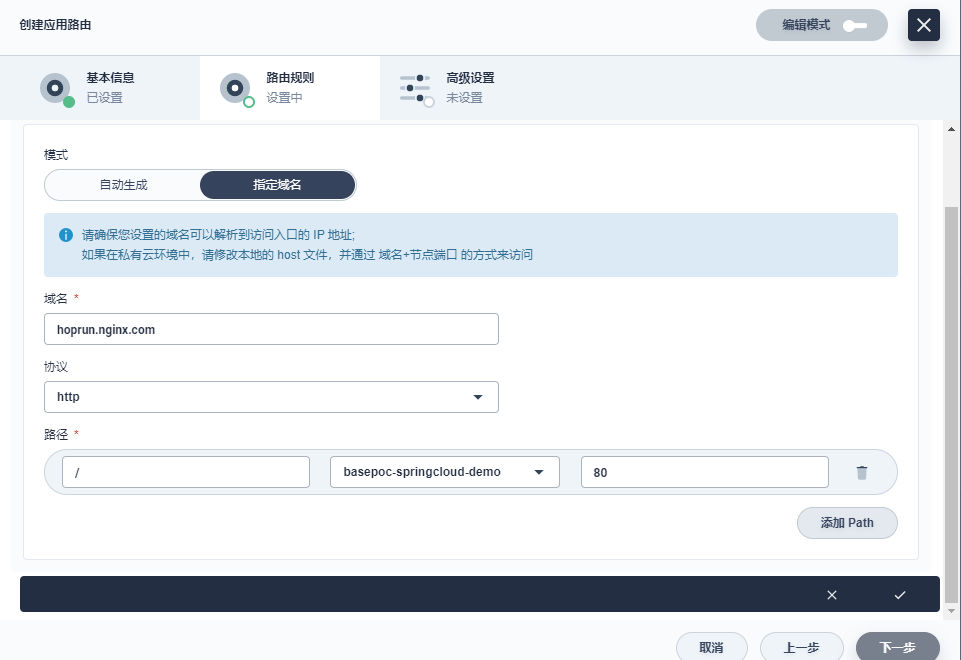 创建应用路由
编辑模式
基本信息
已设置
路由规则
设置中
高级设置
未设置
模式
自动生成
指定域名
请确保您设置的域名可以解析到访问入口的 IP 地址;
如果在私有云环境中，请修改本地的 host 文件，并通过 域名+节点端口 的方式来访问
域名 *
hoprun.nginx.com
协议
http
路径 *
/
basepoc-springcloud-demo
80
添加 Path
取消
上一步
下一步